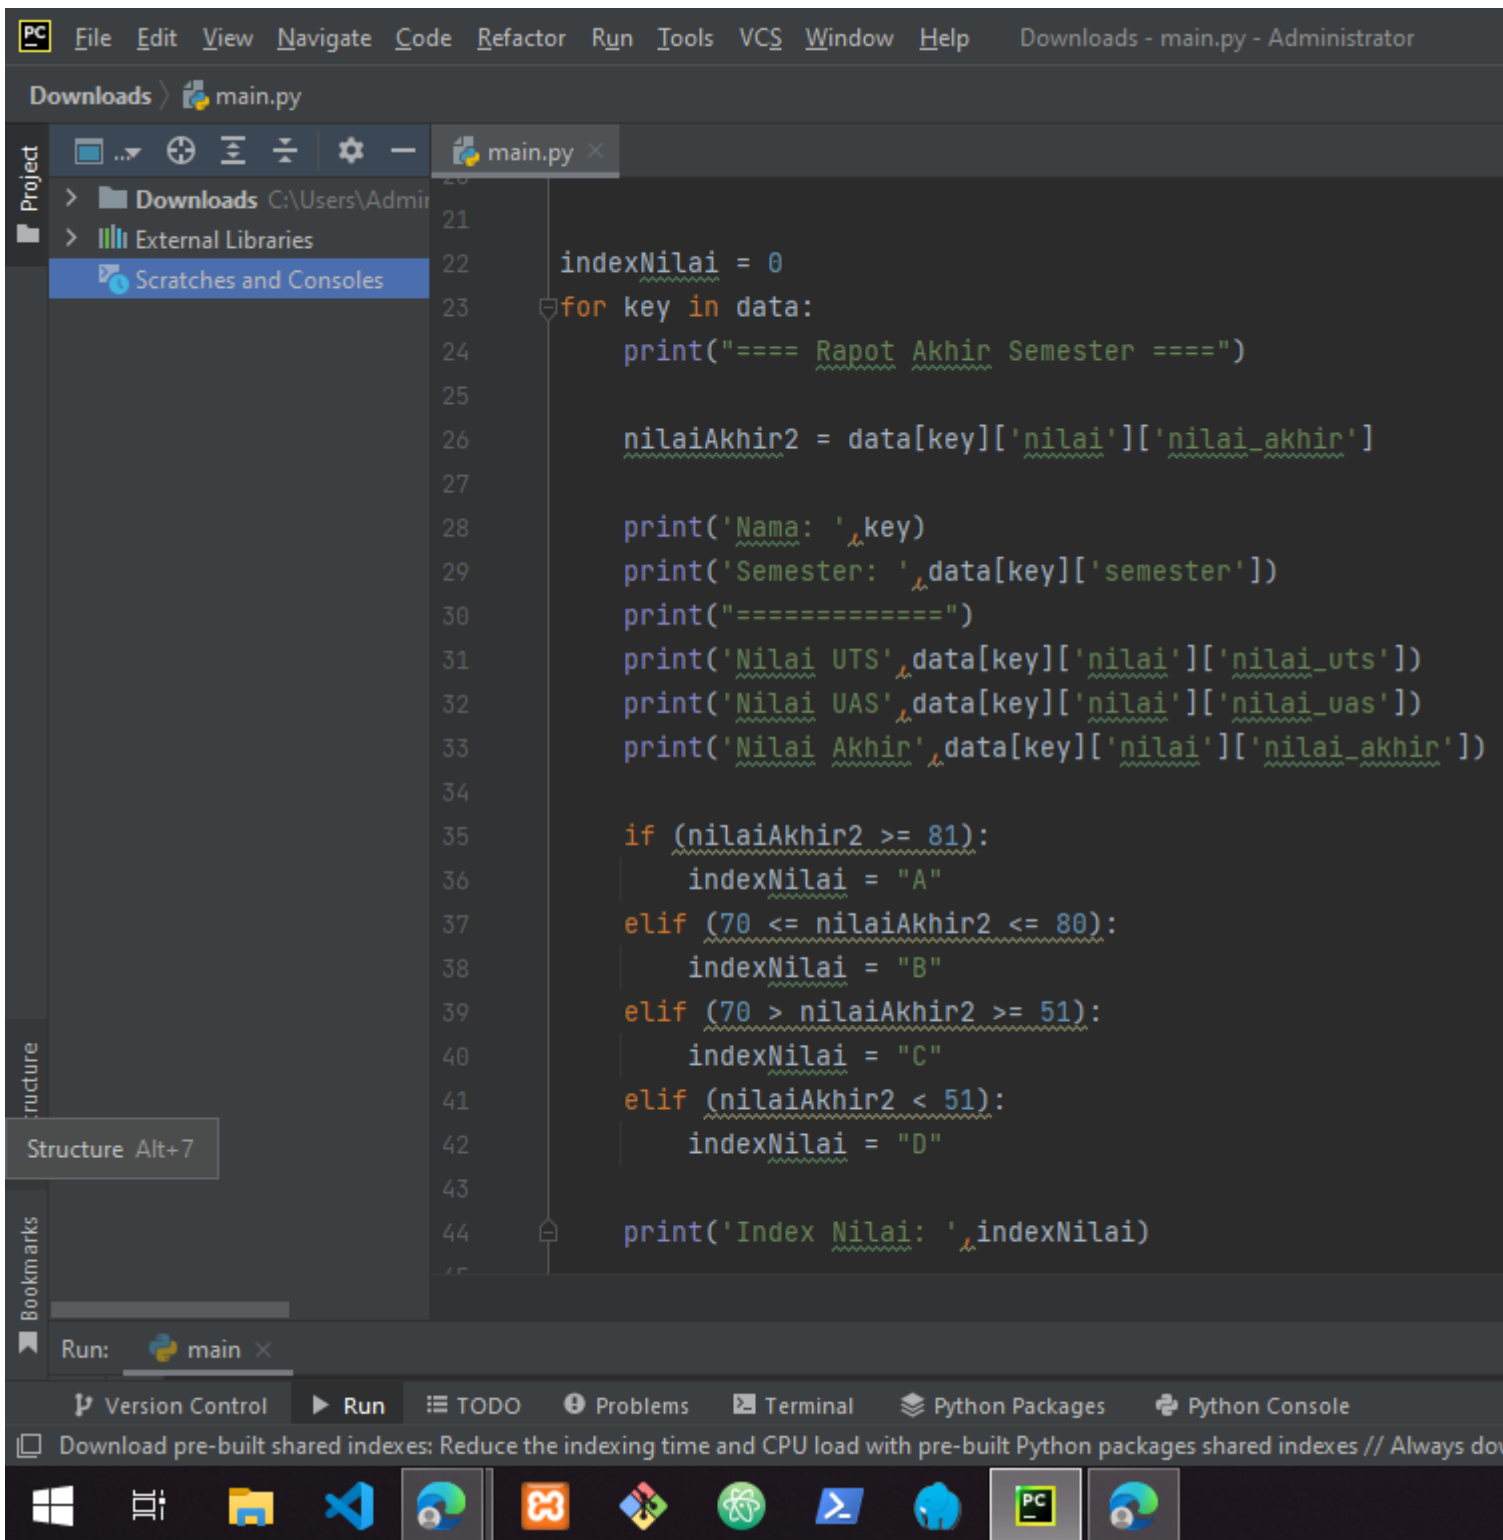 PC File Edit View Navigate Code Refactor Run Tools VCS Window Help Downloads - main.py - Administrator
Downloads main.py
Project
main.py
Downloads C:\Users\Admin
External Libraries
Scratches and Consoles
21
22 indexNilai = 0
23 for key in data:
24 print("==== Rapot Akhir Semester ====")
25
26 nilaiAkhir2 = data[key]['nilai']['nilai_akhir']
27
28 print('Nama: ',key)
29 print('Semester: ',data[key]['semester'])
30 print("=============")
31 print('Nilai UTS',data[key]['nilai']['nilai_uts'])
32 print('Nilai UAS',data[key]['nilai']['nilai_uas'])
33 print('Nilai Akhir',data[key]['nilai']['nilai_akhir'])
34
35 if (nilaiAkhir2 >= 81):
36 indexNilai = "A"
37 elif (70 <= nilaiAkhir2 <= 80):
38 indexNilai = "B"
39 elif (70 > nilaiAkhir2 >= 51):
40 indexNilai = "C"
41 elif (nilaiAkhir2 < 51):
42 indexNilai = "D"
43
44 print('Index Nilai: ',indexNilai)
Structure Alt+7
Bookmarks
Run: main
Version Control Run TODO Problems Terminal Python Packages Python Console
Download pre-built shared indexes: Reduce the indexing time and CPU load with pre-built Python packages shared indexes // Always
PC